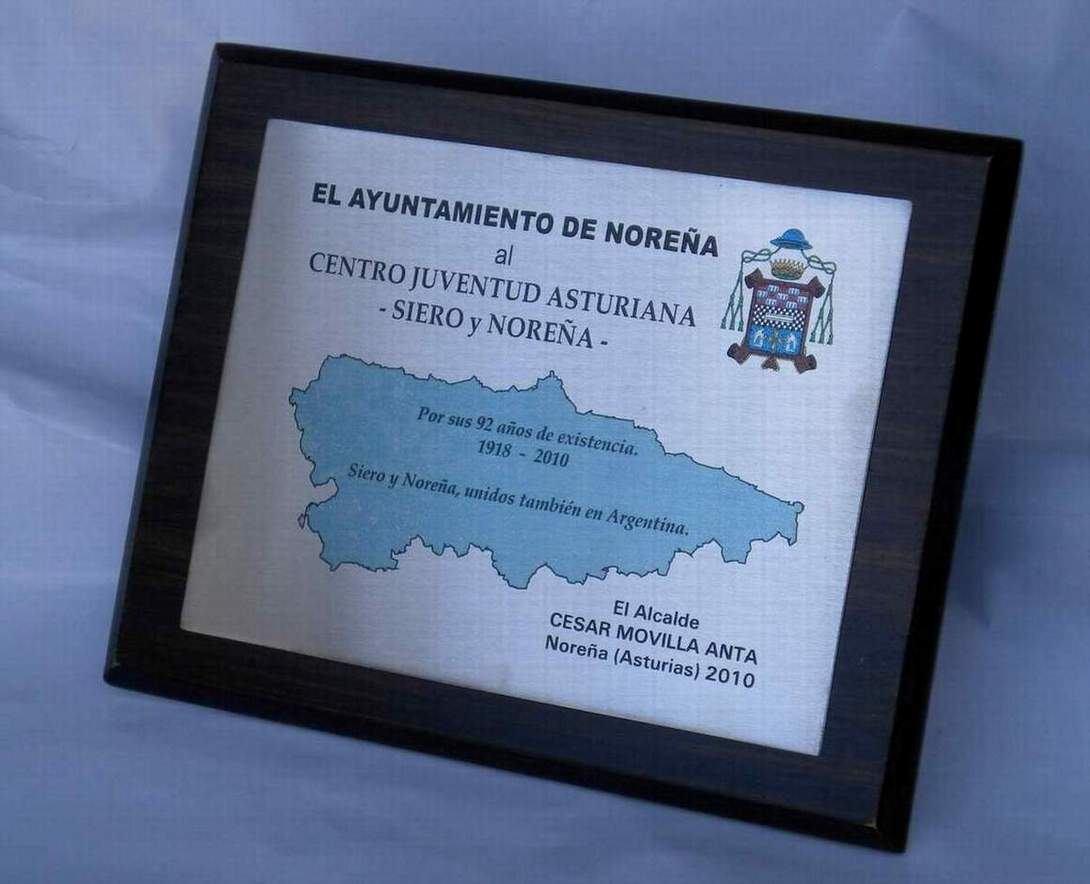 EL AYUNTAMIENTO DE NOREÑA
al
CENTRO JUVENTUD ASTURIANA
- SIERO y NOREÑA -
Por sus 92 años de existencia.
1918 - 2010
Siero y Noreña, unidos también en Argentina.
El Alcalde
CESAR MOVILLA ANTA
Noreña (Asturias) 2010